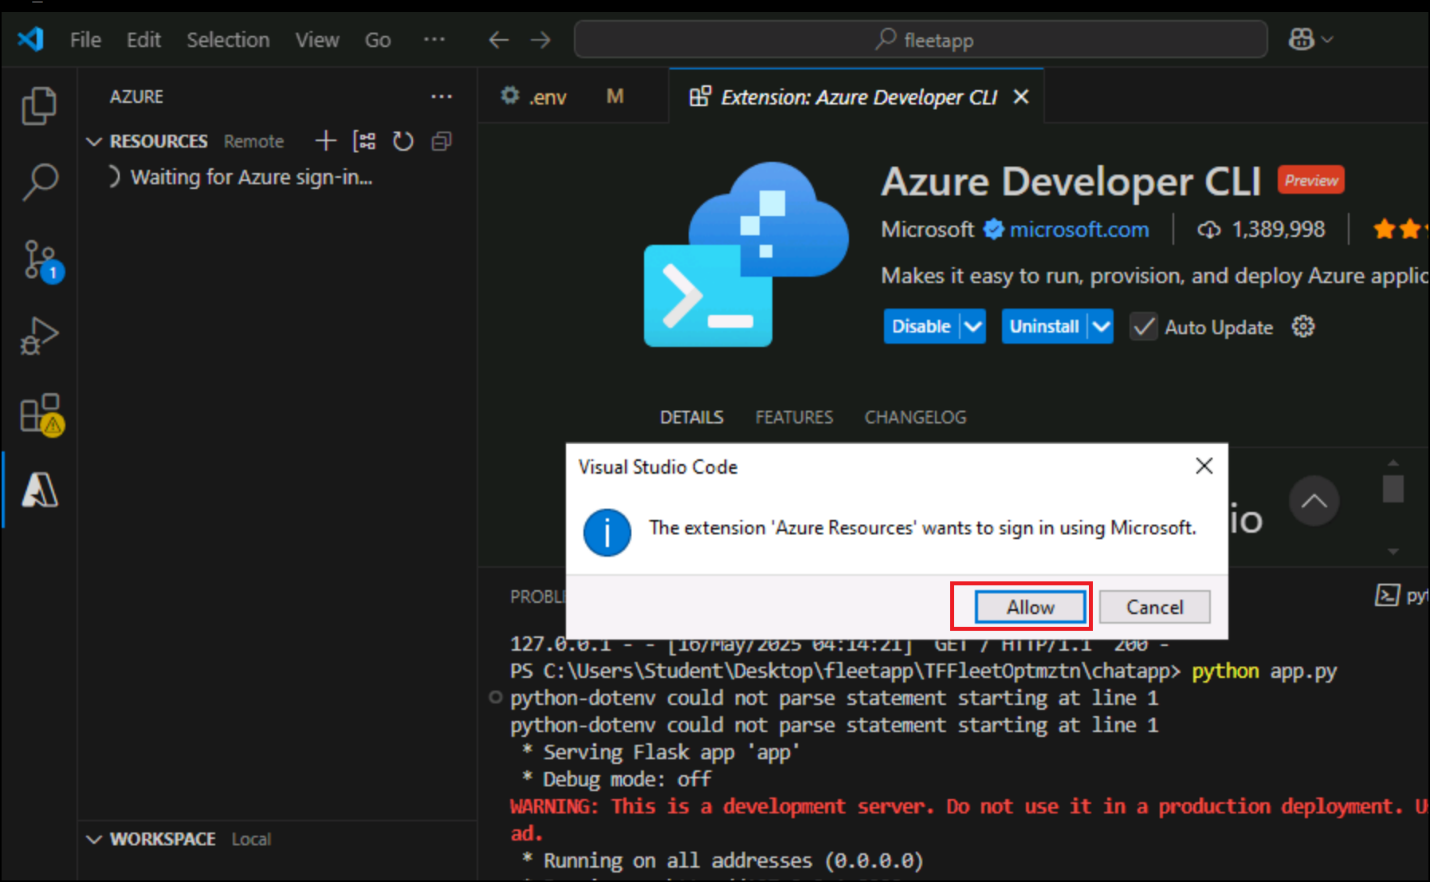 File Edit Selection View Go ··· fleetapp
AZURE ···
RESOURCES Remote
Waiting for Azure sign-in...
.env M
Extension: Azure Developer CLI
Azure Developer CLI Preview
Microsoft microsoft.com 1,389,998
Makes it easy to run, provision, and deploy Azure
Disable Uninstall Auto Update
DETAILS FEATURES CHANGELOG
Visual Studio Code
The extension 'Azure Resources' wants to sign in using Microsoft.
Allow Cancel
127.0.0.1 - - [16/May/2025 04:14:21] "GET / HTTP/1.1" 200 -
PS C:\Users\Student\Desktop\fleetapp\TFFleetOptmztn\chatapp> python app.py
python-dotenv could not parse statement starting at line 1
python-dotenv could not parse statement starting at line 1
* Serving Flask app 'app'
* Debug mode: off
WARNING: This is a development server. Do not use it in a production deployment.
ad.
* Running on all addresses (0.0.0.0)
WORKSPACE Local
1